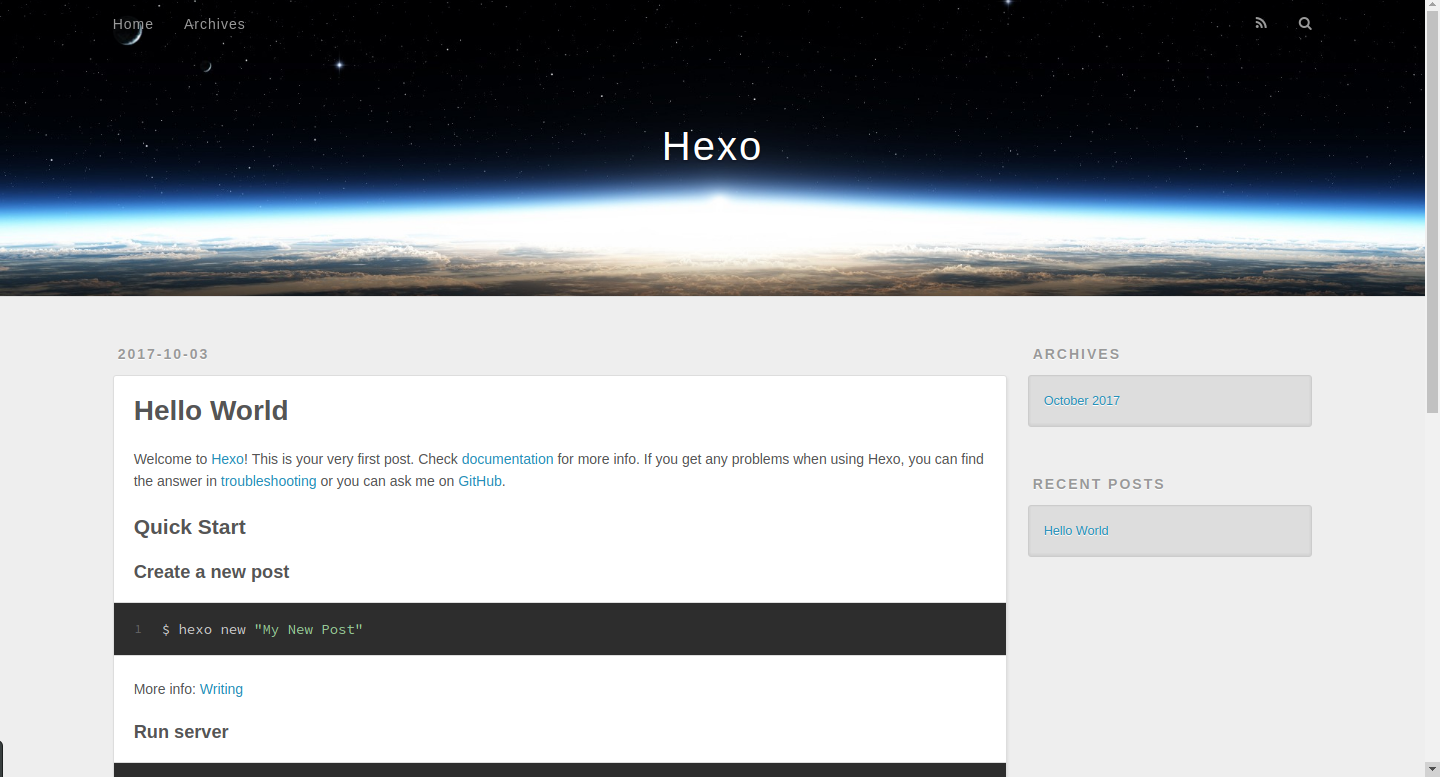 Home Archives
Hexo
2017-10-03
Hello World
Welcome to Hexo! This is your very first post. Check documentation for more info. If you get any problems when using Hexo, you can find
the answer in troubleshooting or you can ask me on GitHub.
Quick Start
Create a new post
1 $ hexo new "My New Post"
More info: Writing
Run server
ARCHIVES
October 2017
RECENT POSTS
Hello World